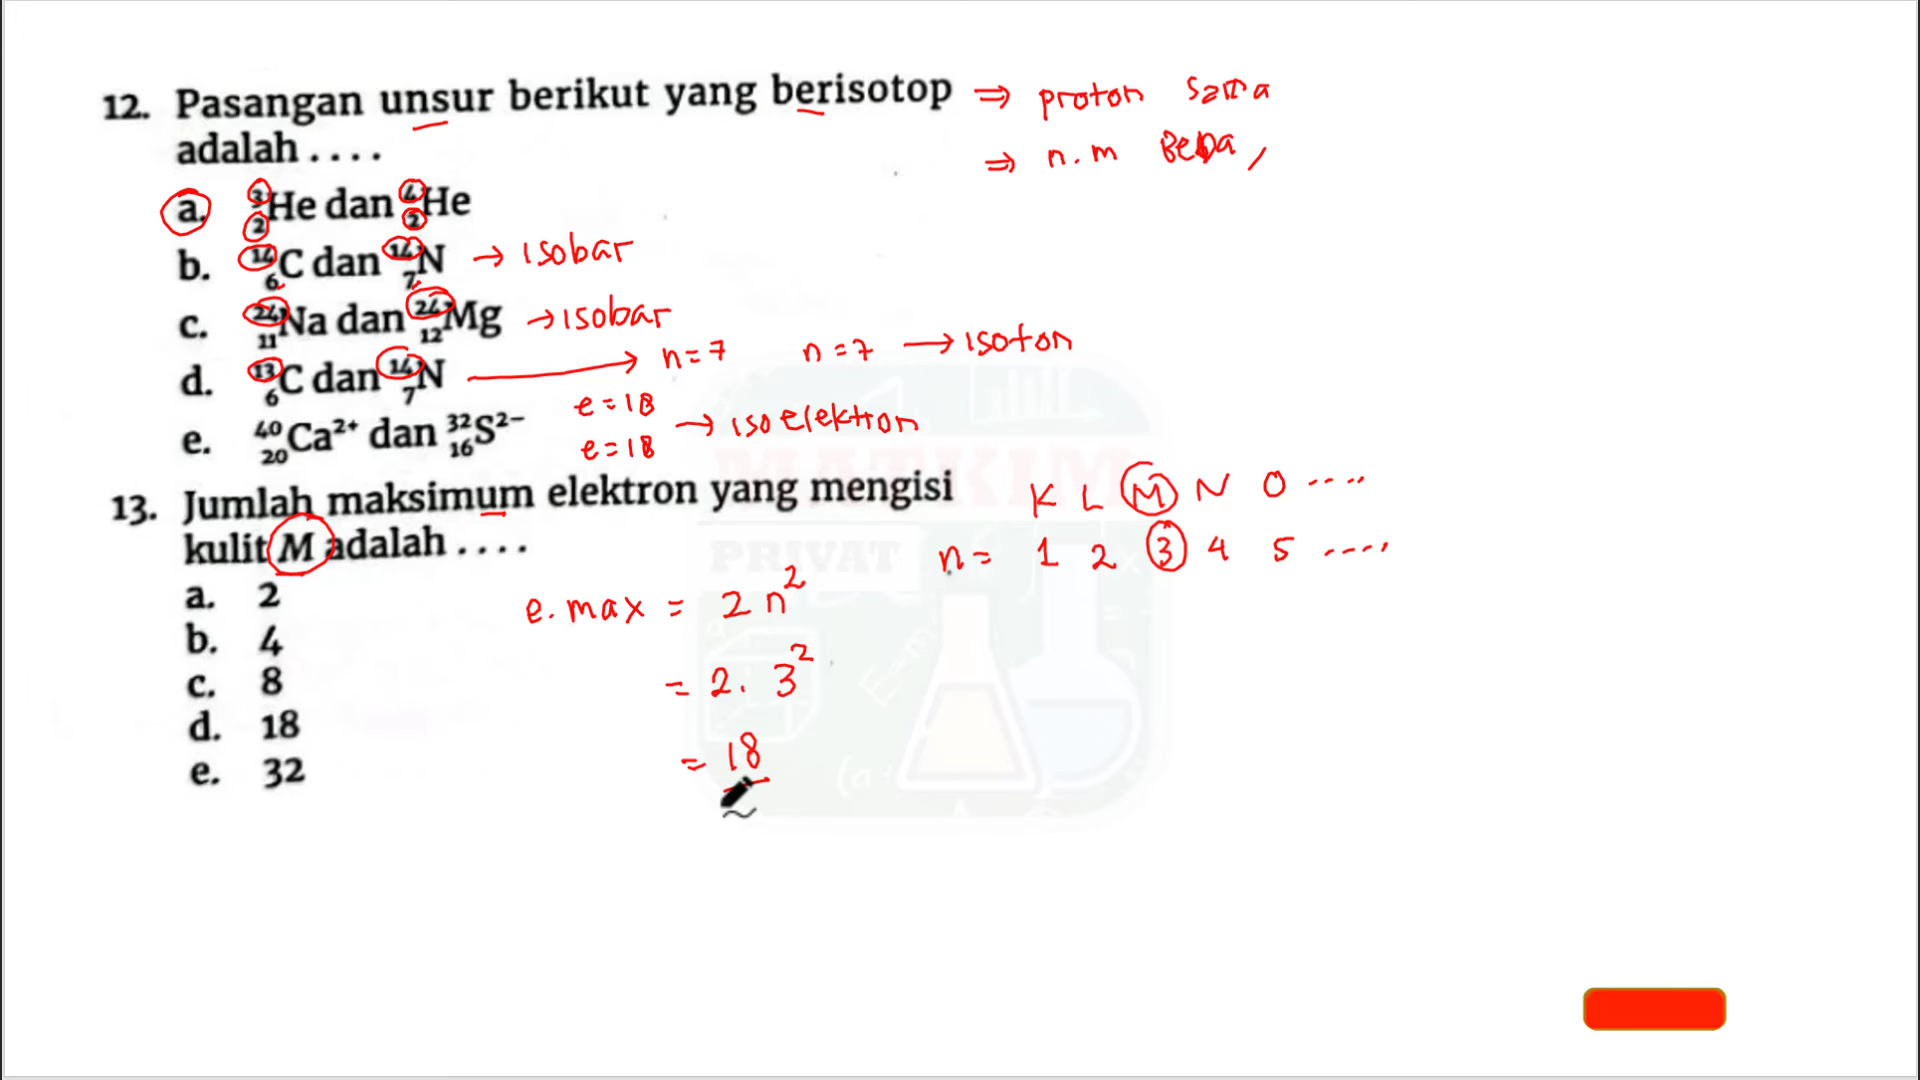 12. Pasangan unsur berikut yang berisotop ⇒ proton sama
adalah .... ⇒ n.m Beda,
a. ³₂He dan ⁴₂He
b. ¹⁴₆C dan ¹⁴₇N → isobar
c. ²⁴₁₁Na dan ²⁴₁₂Mg → isobar
d. ¹³₆C dan ¹⁴₇N → n = 7 n = 7 → isoton
e = 18
e. ⁴⁰₂₀Ca²⁺ dan ³²₁₆S²⁻ → isoelektron
e = 18
MATKIM
13. Jumlah maksimum elektron yang mengisi K L M N O ....
kulit M adalah .... n = 1 2 3 4 5 ....
PRIVAT
a. 2 e.max = 2n²
b. 4
c. 8 = 2. 3²
d. 18
e. 32 = 18